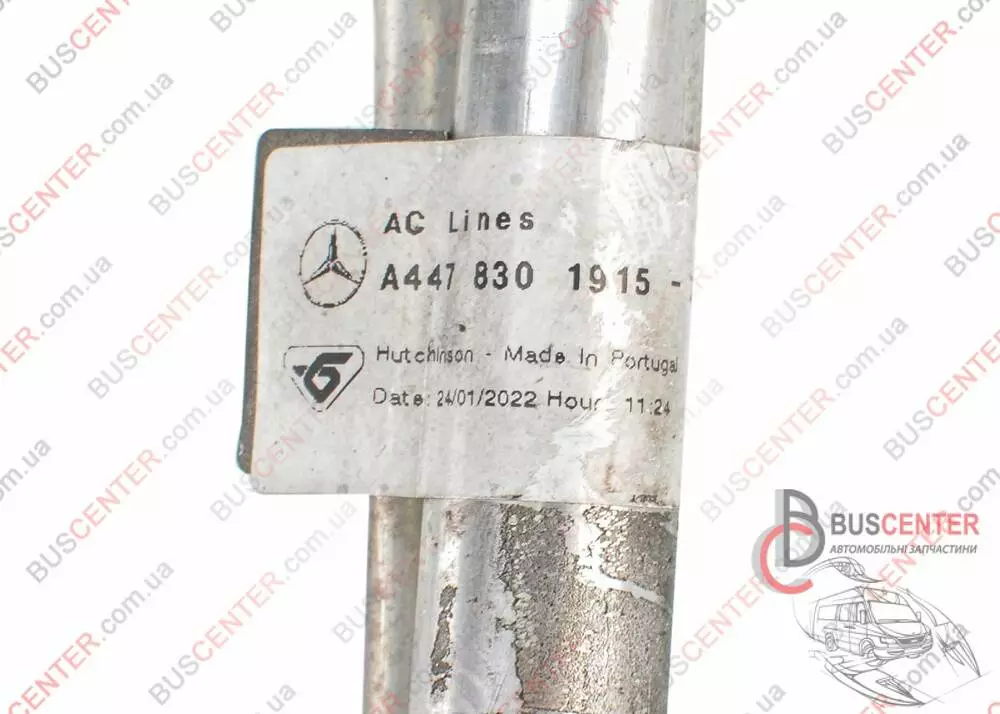 AC Lines
A447 830 1915 -
Hutchinson - Made In Portugal
Date: 24/01/2022 Hour 11:24
BUSCENTER
АВТОМОБІЛЬНІ ЗАПЧАСТИНИ
BUSCENTER.com.ua